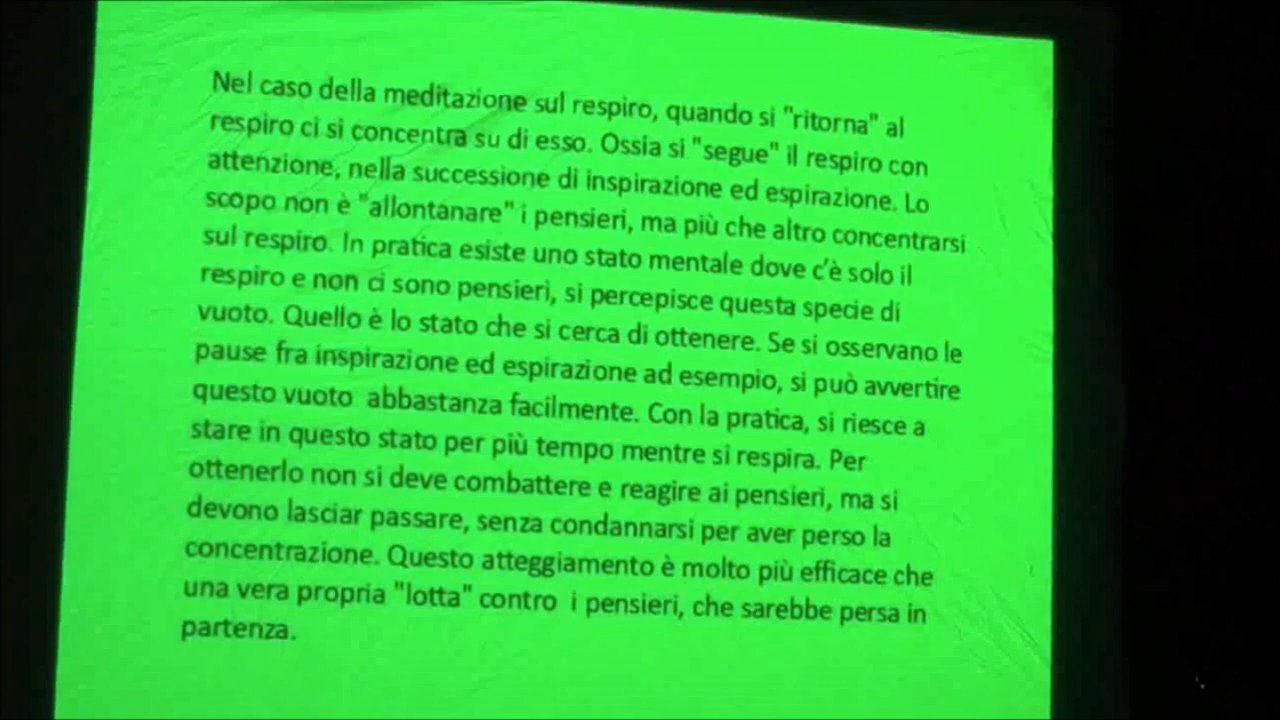 Nel caso della meditazione sul respiro, quando si "ritorna" al
respiro ci si concentra su di esso. Ossia si "segue" il respiro con
attenzione, nella successione di inspirazione ed espirazione. Lo
scopo non è "allontanare" i pensieri, ma più che altro concentrarsi
sul respiro. In pratica esiste uno stato mentale dove c'è solo il
respiro e non ci sono pensieri, si percepisce questa specie di
vuoto. Quello è lo stato che si cerca di ottenere. Se si osservano le
pause fra inspirazione ed espirazione ad esempio, si può avvertire
questo vuoto abbastanza facilmente. Con la pratica, si riesce a
stare in questo stato per più tempo mentre si respira. Per
ottenerlo non si deve combattere e reagire ai pensieri, ma si
devono lasciar passare, senza condannarsi per aver perso la
concentrazione. Questo atteggiamento è molto più efficace che
una vera propria "lotta" contro i pensieri, che sarebbe persa in
partenza.